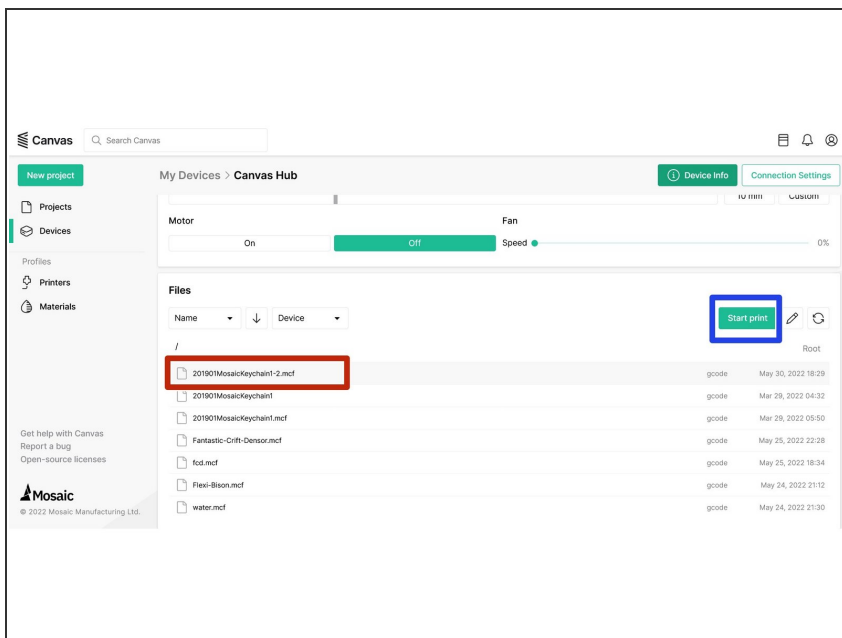 Canvas
Search Canvas
New project
My Devices > Canvas Hub
Device Info
Connection Settings
Projects
Devices
Profiles
Printers
Materials
10 mm
Custom
Motor
Fan
On
Off
Speed
0%
Files
Name
Device
Start print
/
Root
201901MosaicKeychain1-2.mcf gcode May 30, 2022 18:29
201901MosaicKeychain1 gcode Mar 29, 2022 04:32
201901MosaicKeychain1.mcf gcode Mar 29, 2022 05:50
Fantastic-Crift-Densor.mcf gcode May 25, 2022 22:28
fcd.mcf gcode May 25, 2022 18:34
Flexi-Bison.mcf gcode May 24, 2022 21:12
water.mcf gcode May 24, 2022 21:30
Get help with Canvas
Report a bug
Open-source licenses
Mosaic
© 2022 Mosaic Manufacturing Ltd.